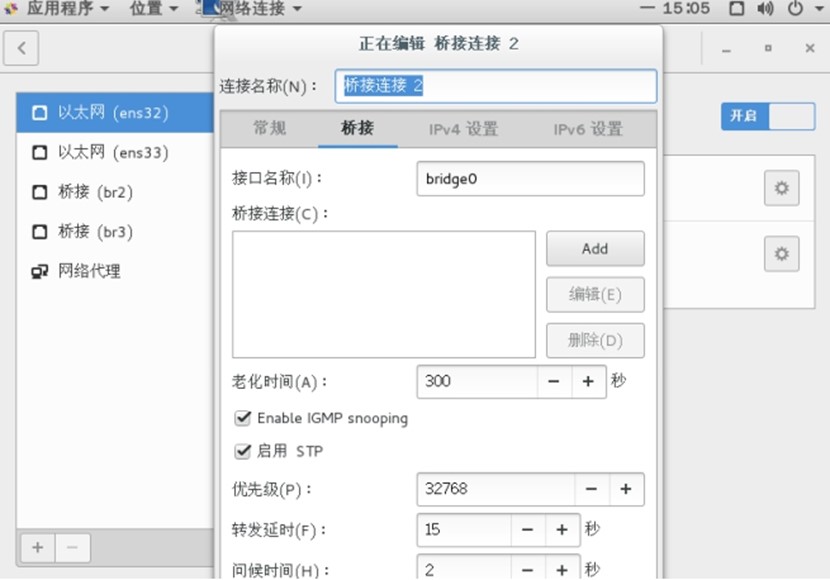 应用程序 位置 网络连接 15:05
正在编辑 桥接连接 2
连接名称(N)： 桥接连接 2
以太网 (ens32)
以太网 (ens33)
桥接 (br2)
桥接 (br3)
网络代理
开启
常规 桥接 IPv4 设置 IPv6 设置
接口名称(I)： bridge0
桥接连接(C)：
Add
编辑(E)
删除(D)
老化时间(A)： 300 − + 秒
Enable IGMP snooping
启用 STP
优先级(P)： 32768 − +
转发延时(F)： 15 − + 秒
问候时间(H)： 2 − + 秒